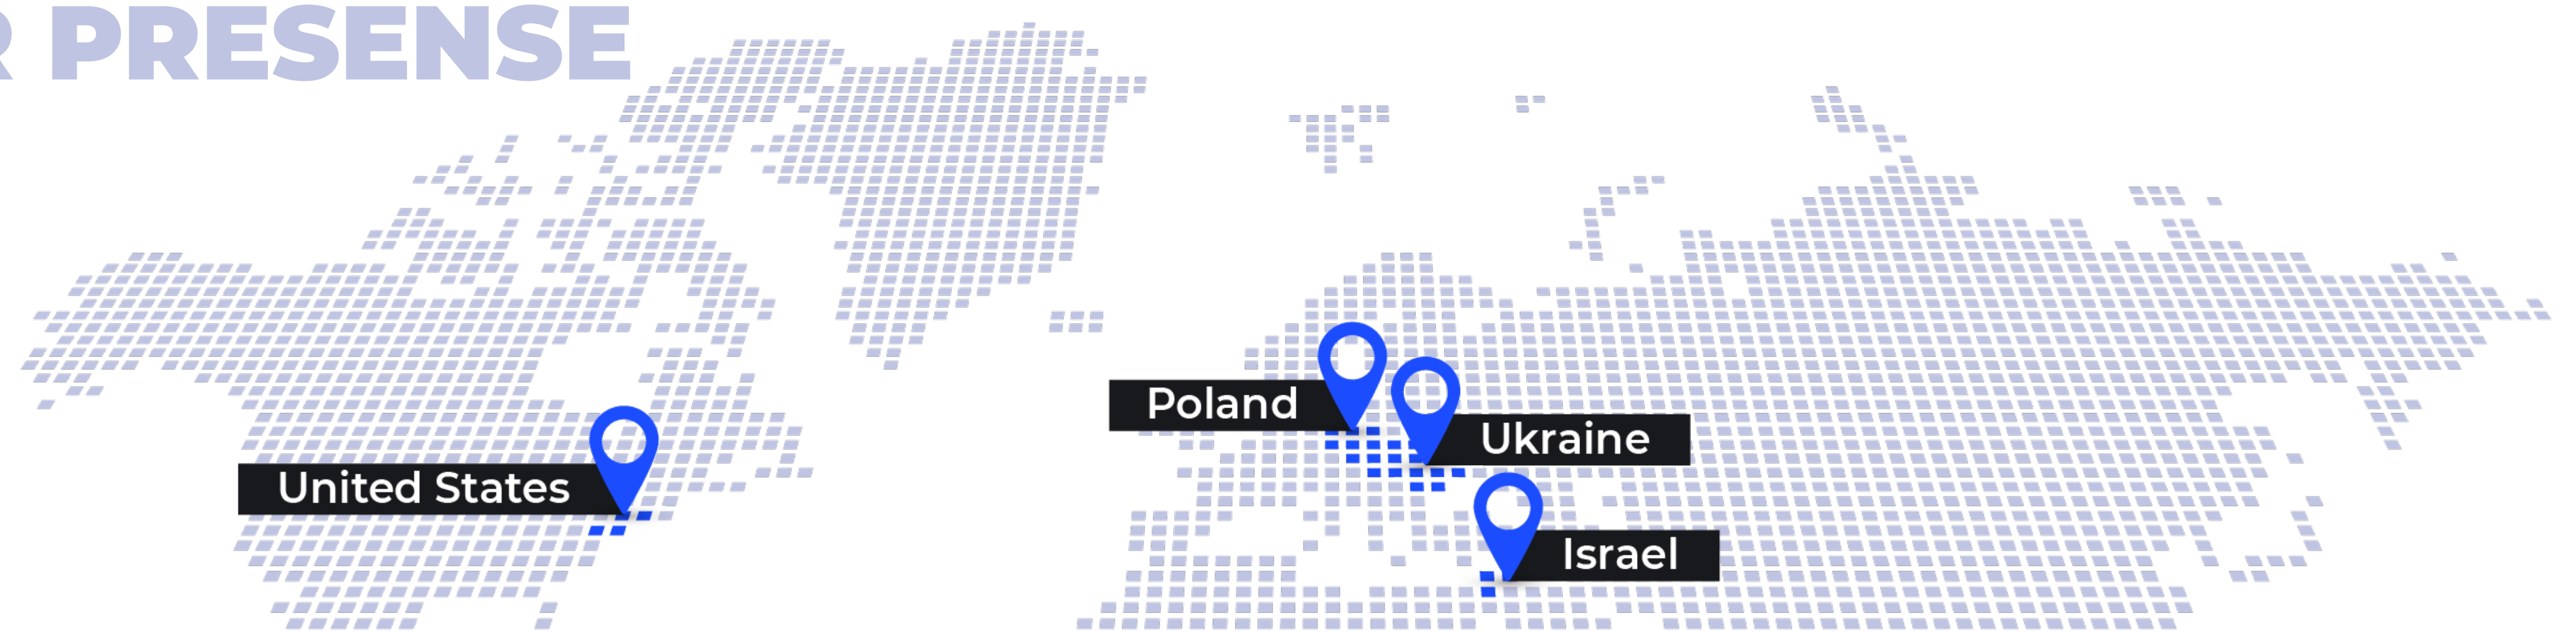 R PRESENSE
Poland
Ukraine
United States
Israel